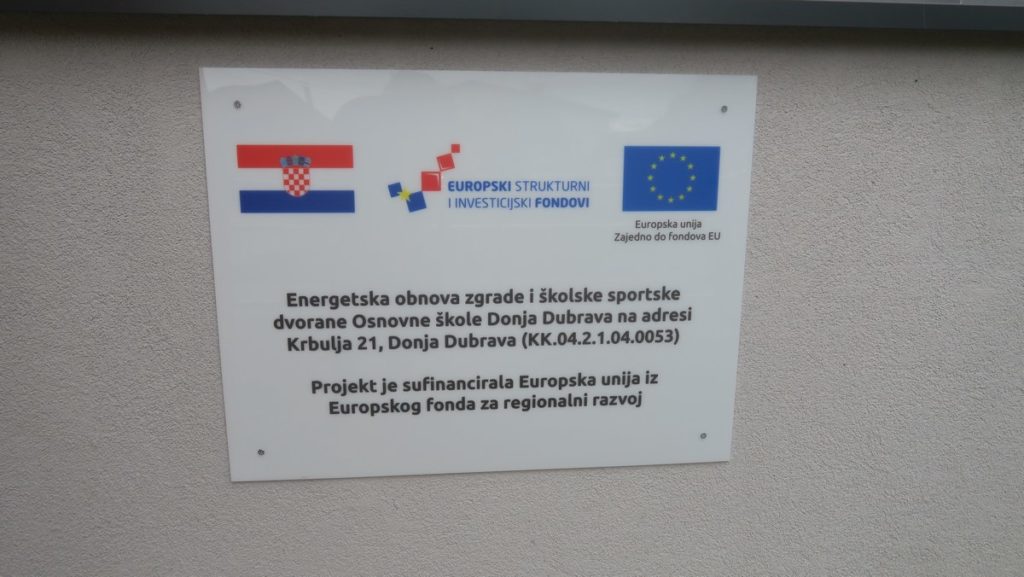 EUROPSKI STRUKTURNI
I INVESTICIJSKI FONDOVI
Europska unija
Zajedno do fondova EU
Energetska obnova zgrade i školske sportske
dvorane Osnovne škole Donja Dubrava na adresi
Krbulja 21, Donja Dubrava (KK.04.2.1.04.0053)
Projekt je sufinancirala Europska unija iz
Europskog fonda za regionalni razvoj